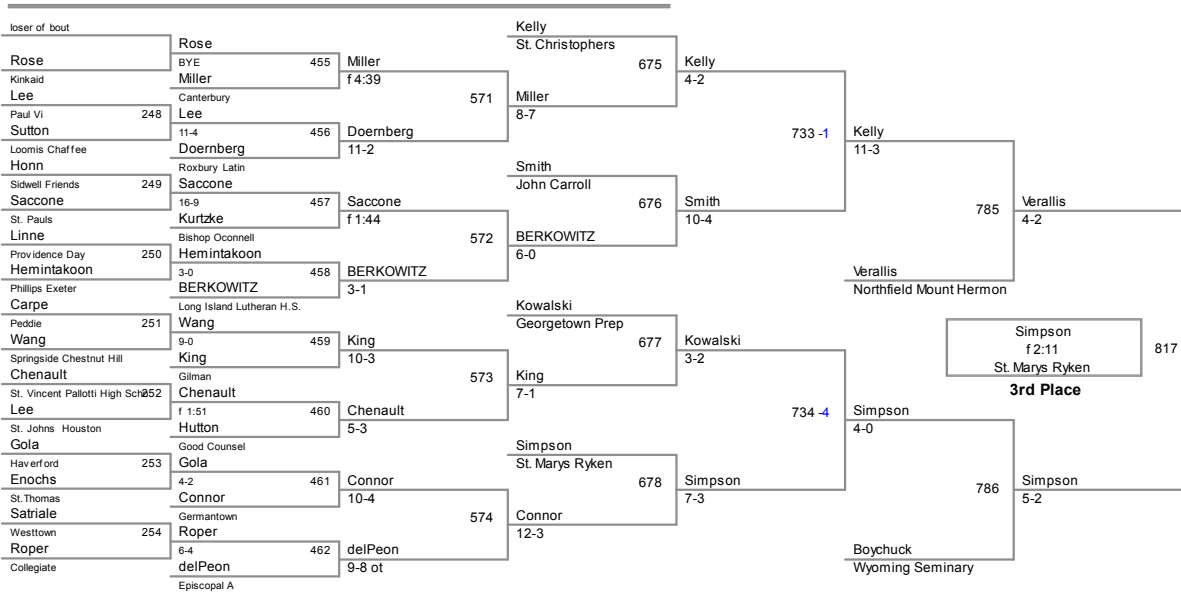 loser of bout
Rose
Kinkaid
Lee
Paul Vi 248
Sutton
Loomis Chaffee
Honn
Sidwell Friends 249
Saccone
St. Pauls
Linne
Providence Day 250
Hemintakoon
Phillips Exeter
Carpe
Peddie 251
Wang
Springside Chestnut Hill
Chenault
St. Vincent Pallotti High Scho 252
Lee
St. Johns Houston
Gola
Haverford 253
Enochs
St.Thomas
Satriale
Westtown 254
Roper
Collegiate
Rose
BYE 455
Miller
Canterbury
Lee
11-4 456
Doernberg
Roxbury Latin
Saccone
16-9 457
Kurtzke
Bishop Oconnell
Hemintakoon
3-0 458
BERKOWITZ
Long Island Lutheran H.S.
Wang
9-0 459
King
Gilman
Chenault
f 1:51 460
Hutton
Good Counsel
Gola
4-2 461
Connor
Germantown
Roper
6-4 462
delPeon
Episcopal A
Miller
f 4:39
571
Doernberg
11-2
Saccone
f 1:44
572
BERKOWITZ
3-1
King
10-3
573
Chenault
5-3
Connor
10-4
574
delPeon
9-8 ot
Kelly
St. Christophers
675
Miller
8-7
Smith
John Carroll
676
BERKOWITZ
6-0
Kowalski
Georgetown Prep
677
King
7-1
Simpson
St. Marys Ryken
678
Connor
12-3
Kelly
4-2
733 -1
Smith
10-4
Kowalski
3-2
734 -4
Simpson
7-3
Kelly
11-3
785
Verallis
Northfield Mount Hermon
Simpson
4-0
786
Boychuck
Wyoming Seminary
Verallis
4-2
Simpson
f 2:11
St. Marys Ryken
817
3rd Place
Simpson
5-2